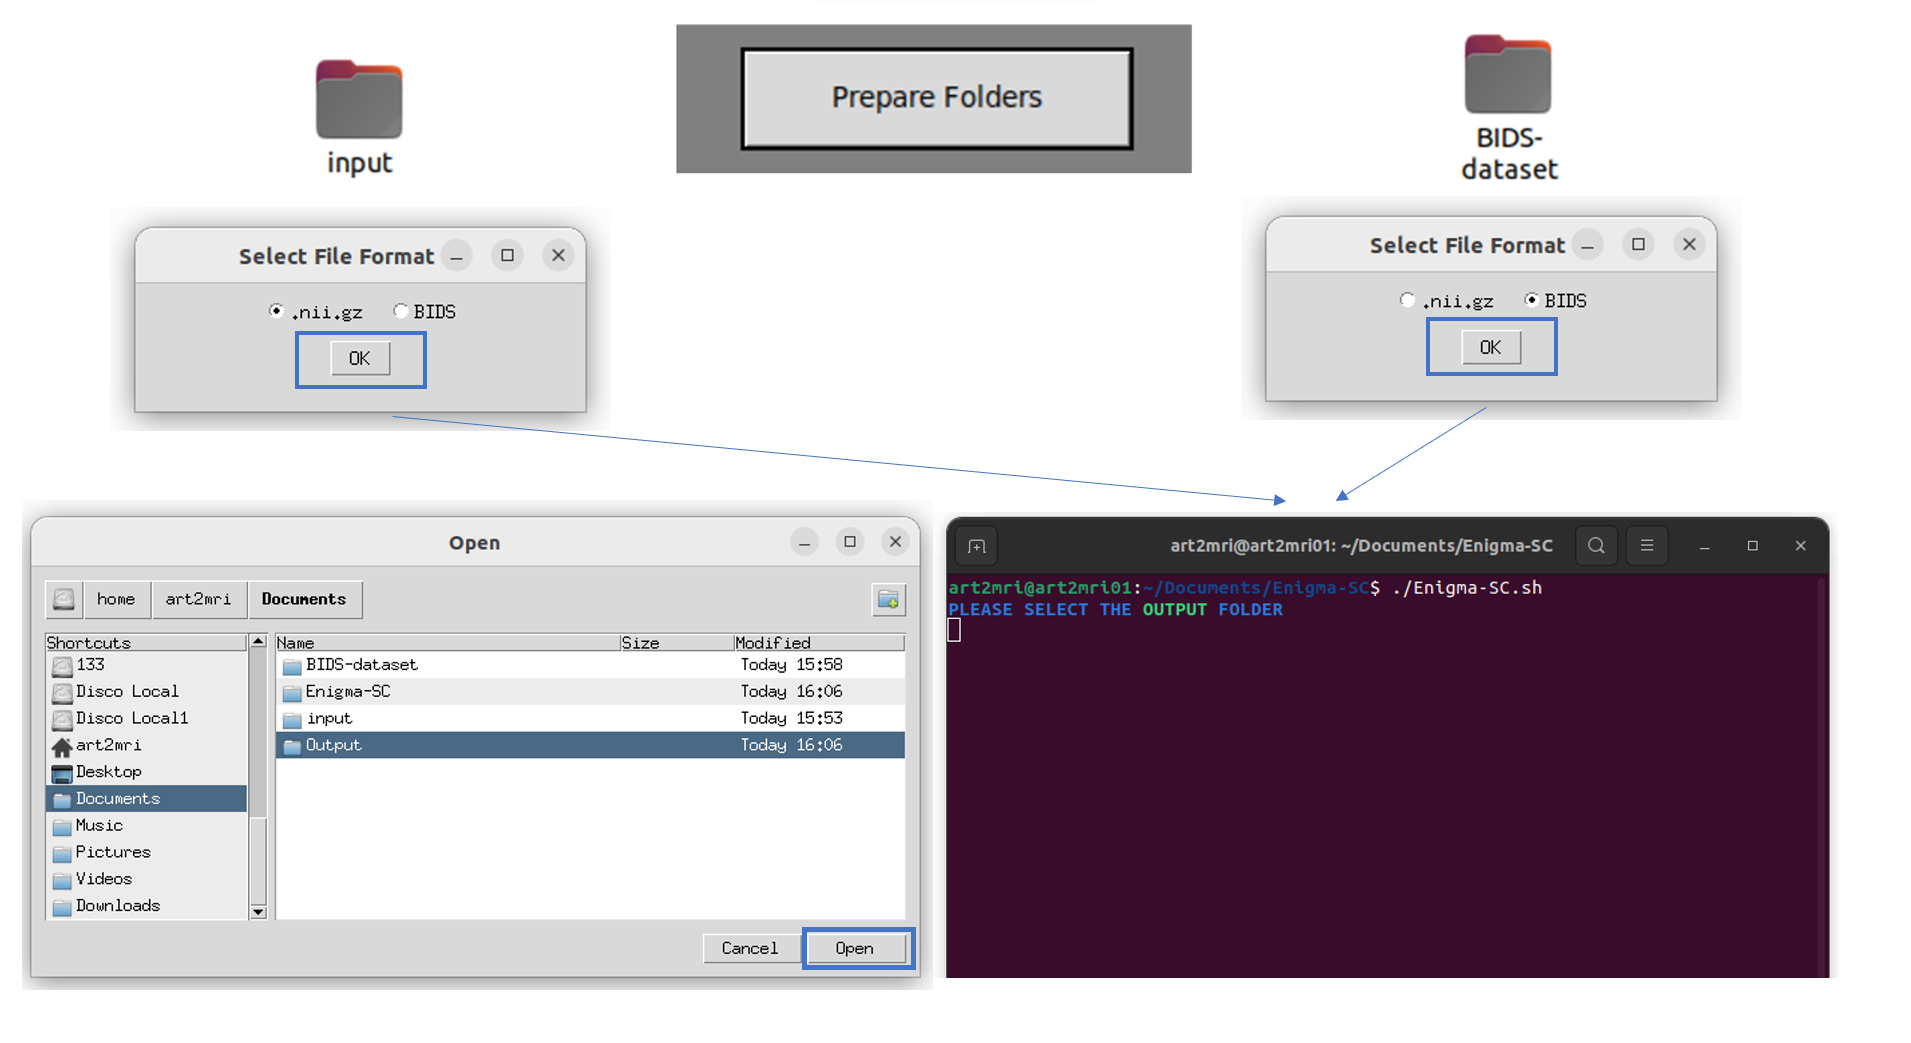 Prepare Folders
input
BIDS-
dataset
Select File Format
.nii.gz BIDS
OK
Select File Format
.nii.gz BIDS
OK
Open
home art2mri Documents
Shortcuts
133
Disco Local
Disco Local1
art2mri
Desktop
Documents
Music
Pictures
Videos
Downloads
Name Size Modified
BIDS-dataset Today 15:58
Enigma-SC Today 16:06
input Today 15:53
Output Today 16:06
Cancel Open
art2mri@art2mri01: ~/Documents/Enigma-SC
art2mri@art2mri01:~/Documents/Enigma-SC$ ./Enigma-SC.sh
PLEASE SELECT THE OUTPUT FOLDER